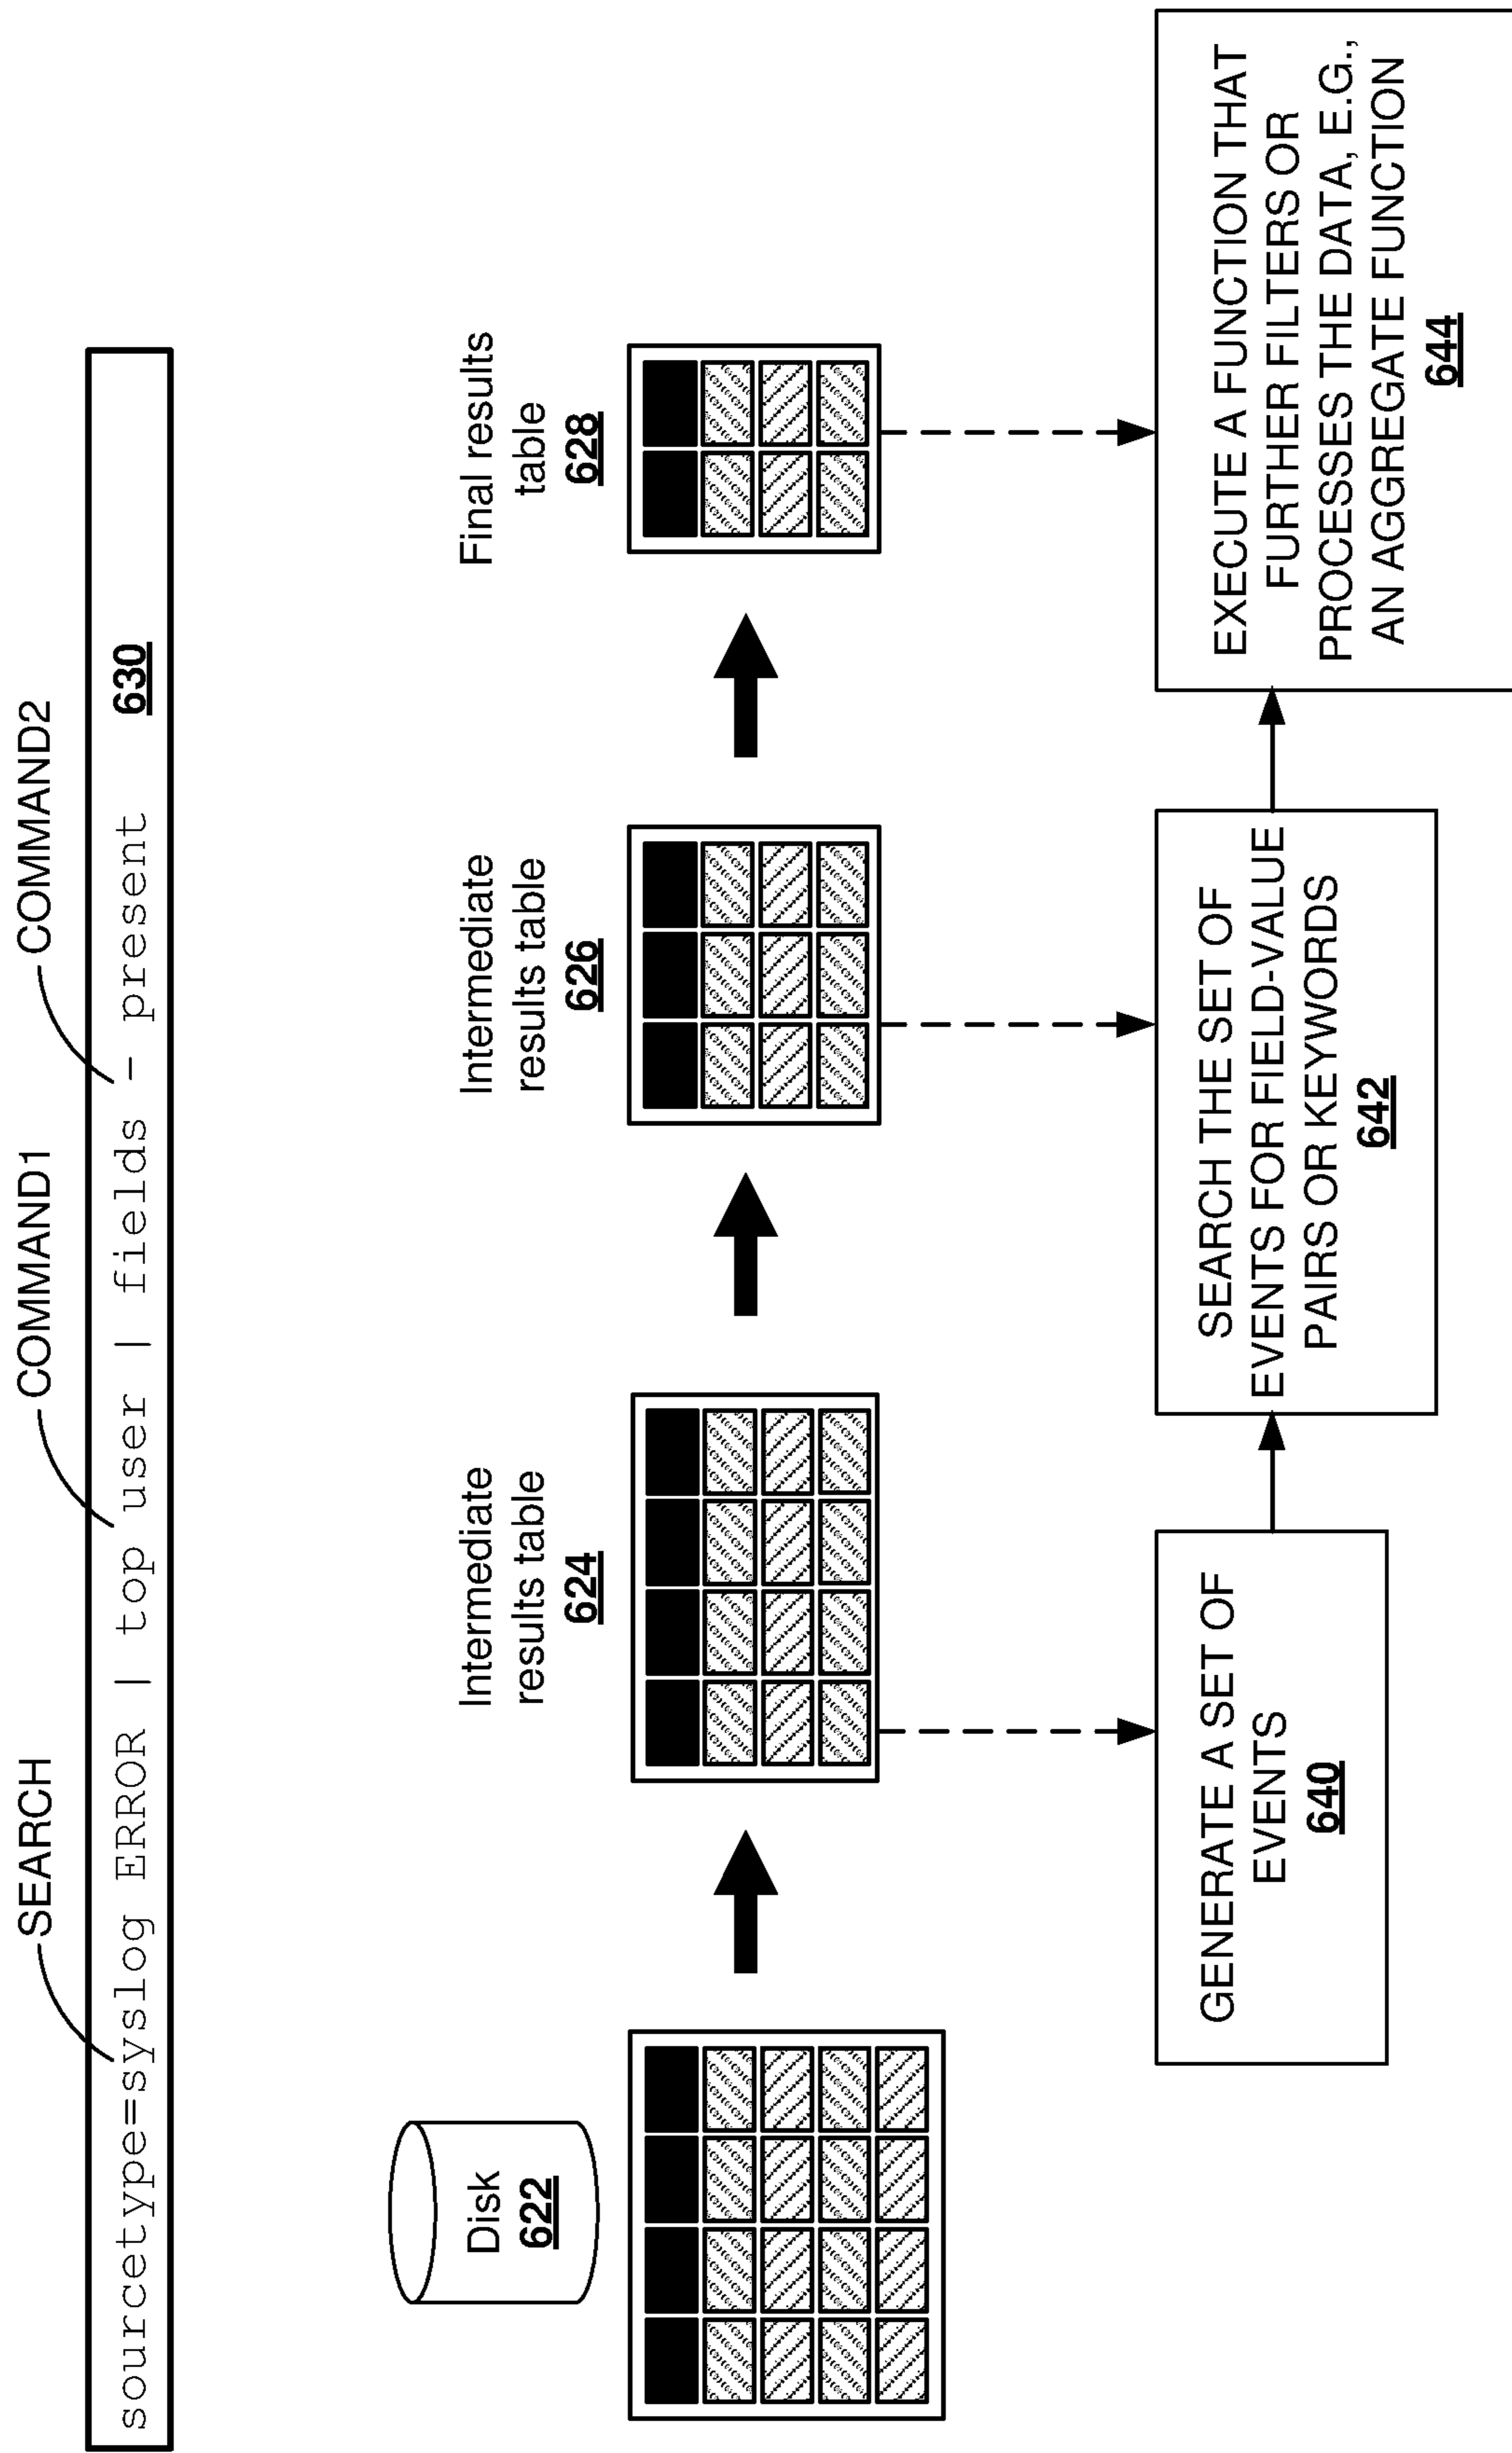 SEARCH
COMMAND1
COMMAND2
sourcetype=syslog ERROR | top user | fields – present 630
Disk
622
Intermediate
results table
624
Intermediate
results table
626
Final results
table
628
GENERATE A SET OF
EVENTS
640
SEARCH THE SET OF
EVENTS FOR FIELD-VALUE
PAIRS OR KEYWORDS
642
EXECUTE A FUNCTION THAT
FURTHER FILTERS OR
PROCESSES THE DATA, E.G.,
AN AGGREGATE FUNCTION
644